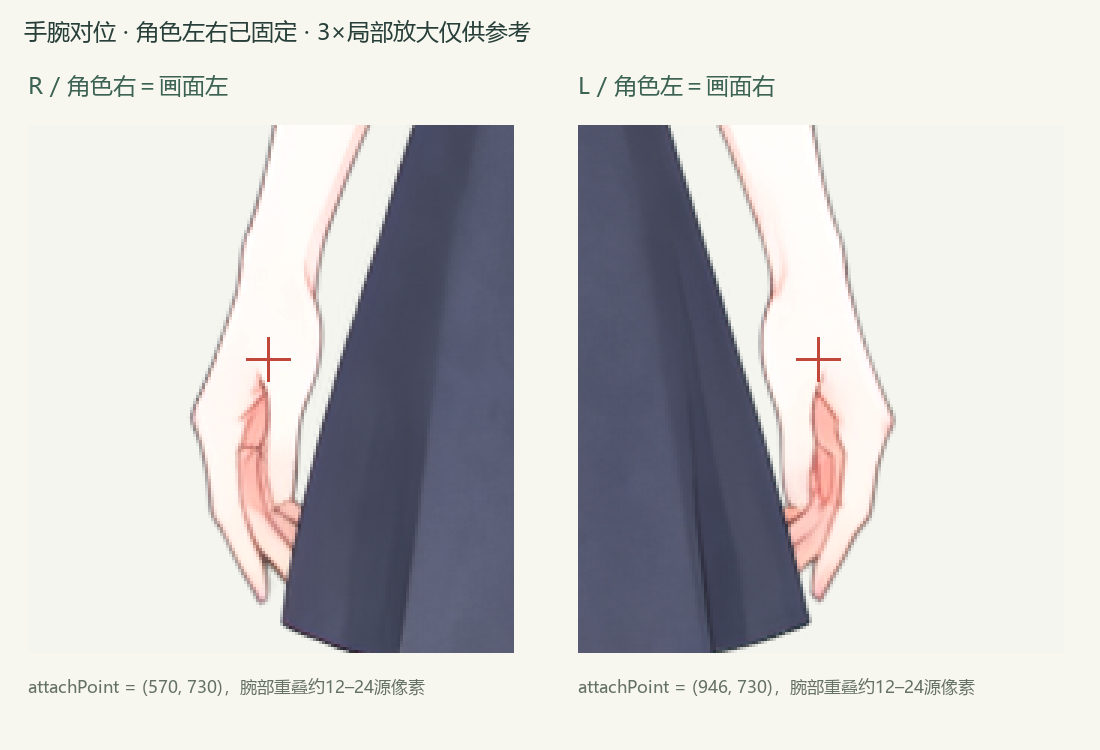 手腕对位 · 角色左右已固定 · 3×局部放大仅供参考
R / 角色右＝画面左
L / 角色左＝画面右
attachPoint = (570, 730)，腕部重叠约12–24源像素
attachPoint = (946, 730)，腕部重叠约12–24源像素